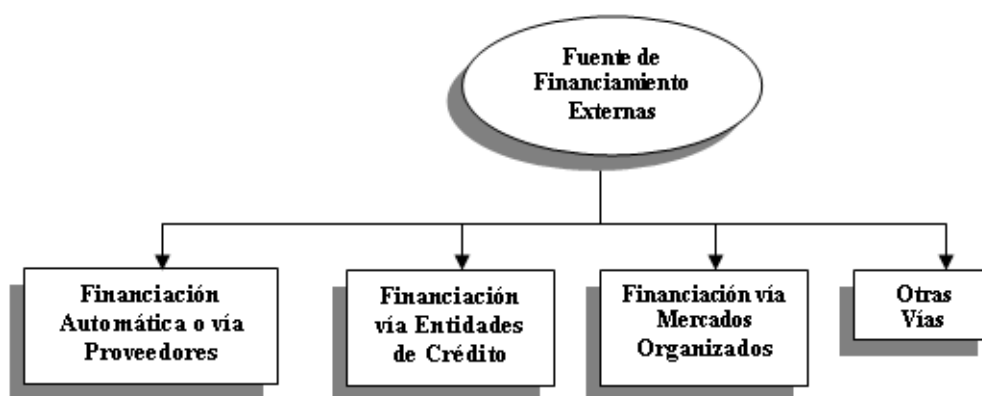 Fuente de
Financiamiento
Externas
Financiación
Automática o vía
Proveedores
Financiación
vía Entidades
de Crédito
Financiación vía
Mercados
Organizados
Otras
Vías